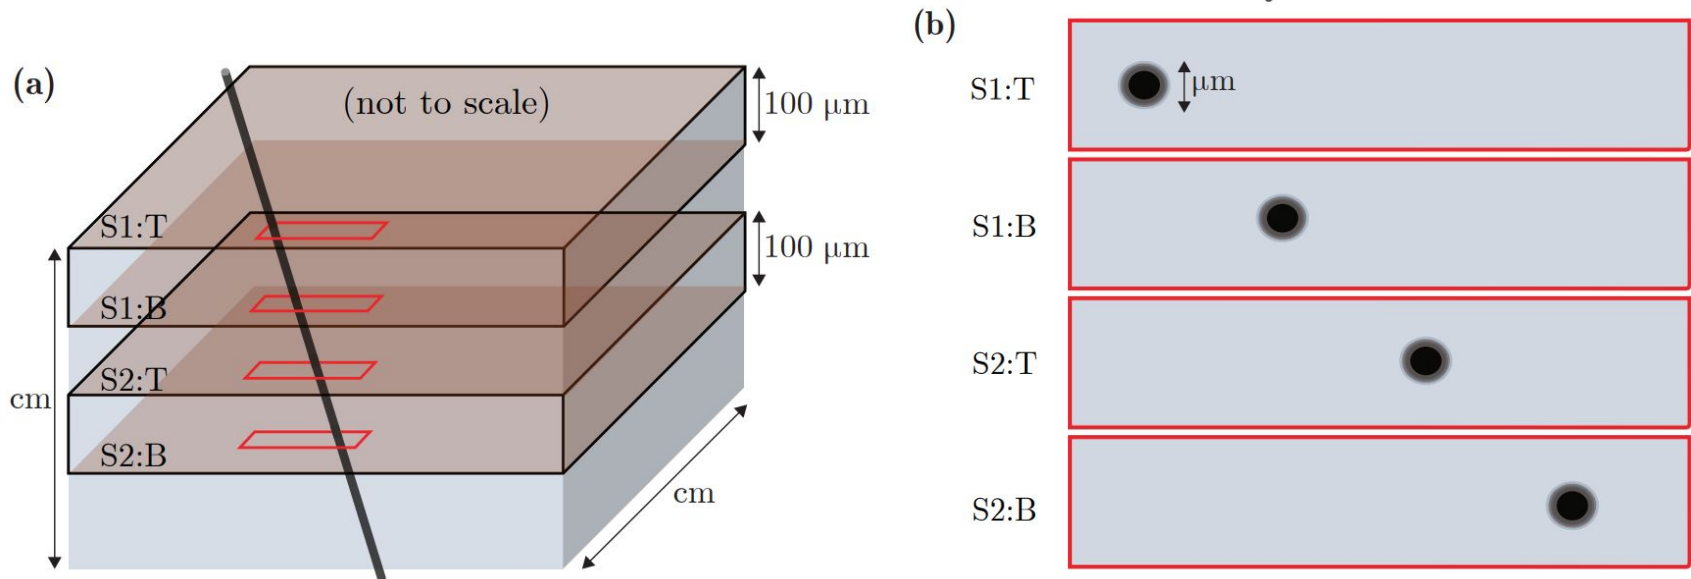 (a)
(not to scale)
100 μm
S1:T
100 μm
S1:B
S2:T
cm
S2:B
cm
(b)
S1:T
μm
S1:B
S2:T
S2:B